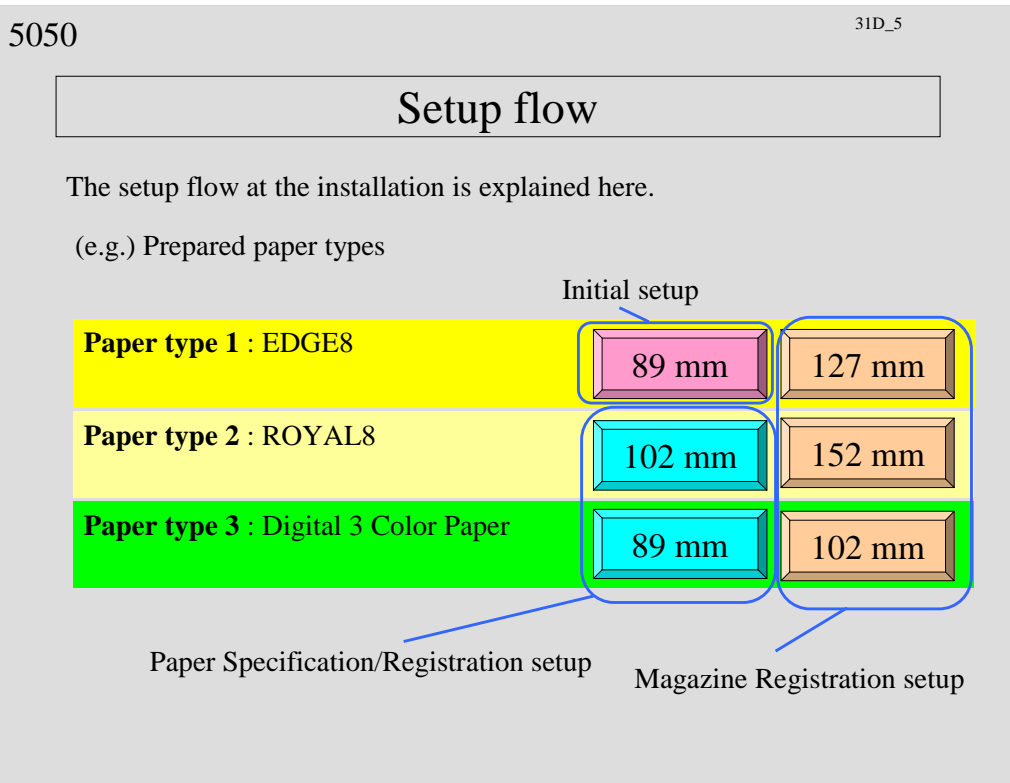 5050
31D_5
Setup flow
The setup flow at the installation is explained here.
(e.g.) Prepared paper types
Initial setup
Paper type 1 : EDGE8
89 mm
127 mm
Paper type 2 : ROYAL8
102 mm
152 mm
Paper type 3 : Digital 3 Color Paper
89 mm
102 mm
Paper Specification/Registration setup
Magazine Registration setup